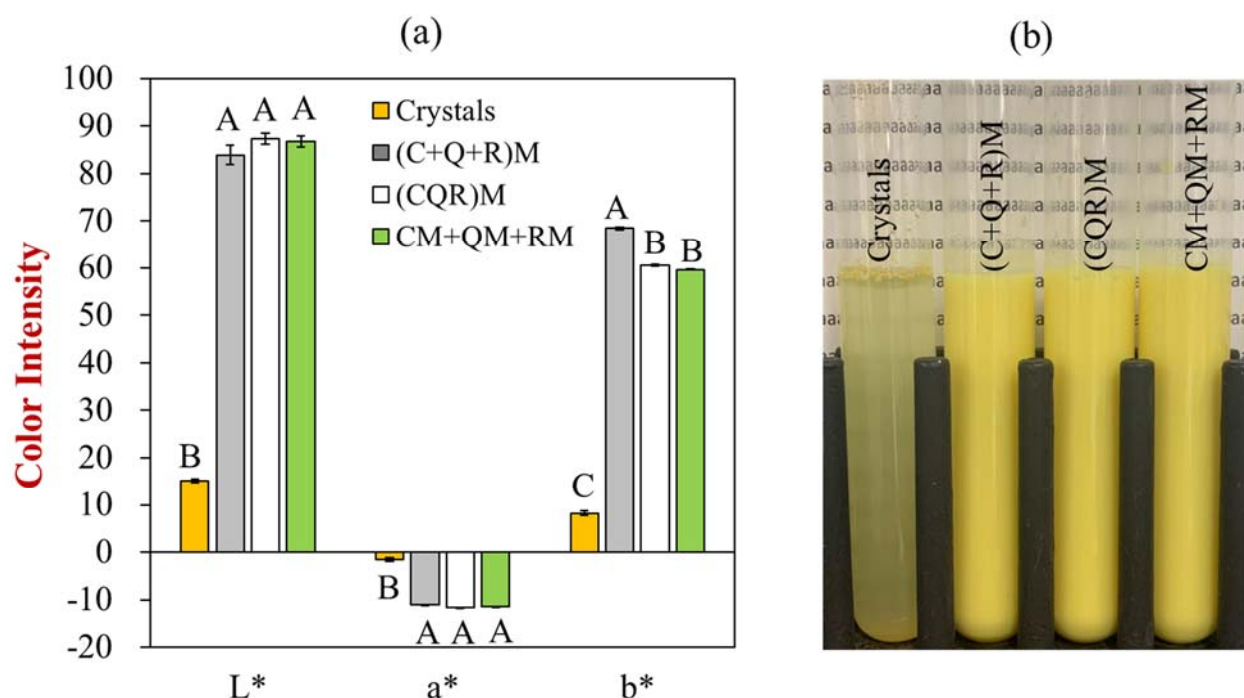 (a)
Color Intensity
100
90
80
70
60
50
40
30
20
10
0
-10
-20
Crystals
(C+Q+R)M
(CQR)M
CM+QM+RM
B
A
A
A
B
A
A
A
C
A
B
B
L*
a*
b*
(b)
Crystals
(C+Q+R)M
(CQR)M
CM+QM+RM